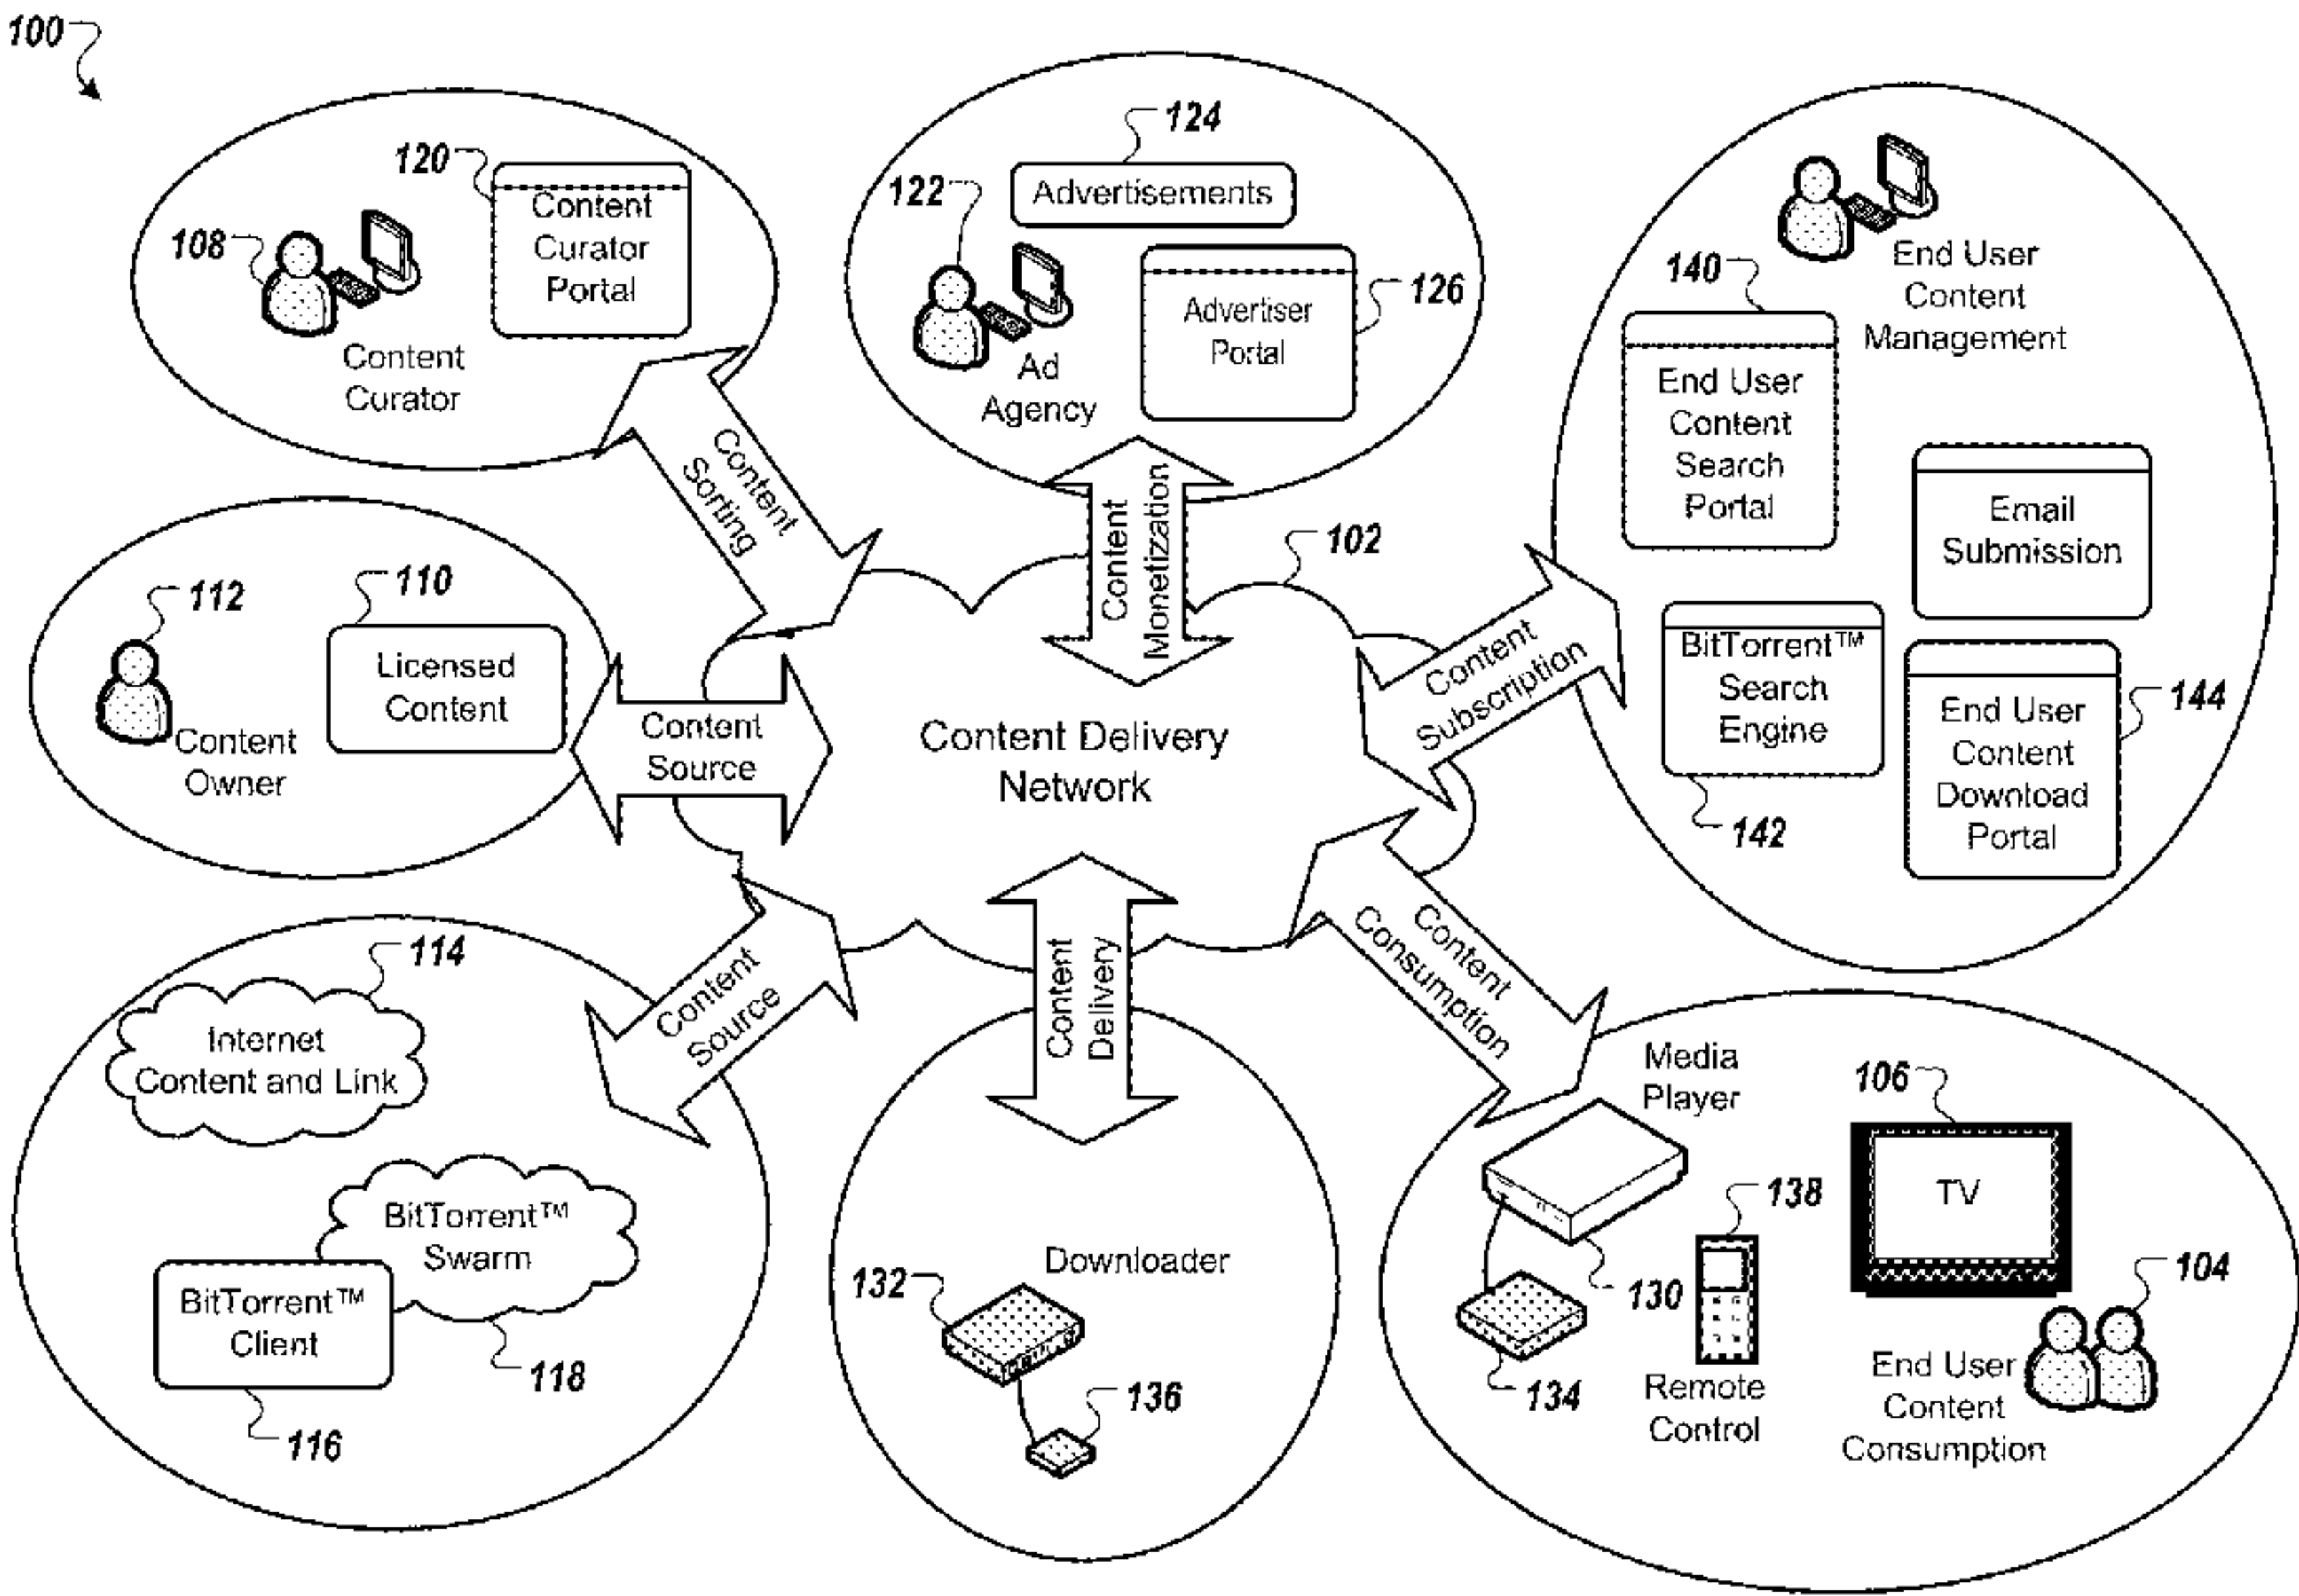 100
120
Content
Curator
Portal
108
Content
Curator
124
Advertisements
122
Advertiser
Portal
126
Ad
Agency
End User
Content
Management
140
End User
Content
Search
Portal
Email
Submission
BitTorrent™
Search
Engine
142
End User
Content
Download
Portal
144
Content
Sorting
Content
Monetization
102
Content
Subscription
112
110
Licensed
Content
Content
Owner
Content
Source
Content Delivery
Network
114
Internet
Content and Link
Content
Source
BitTorrent™
Swarm
BitTorrent™
Client
118
116
Content
Delivery
Downloader
132
136
Content
Consumption
Media
Player
106
TV
138
130
134
Remote
Control
104
End User
Content
Consumption